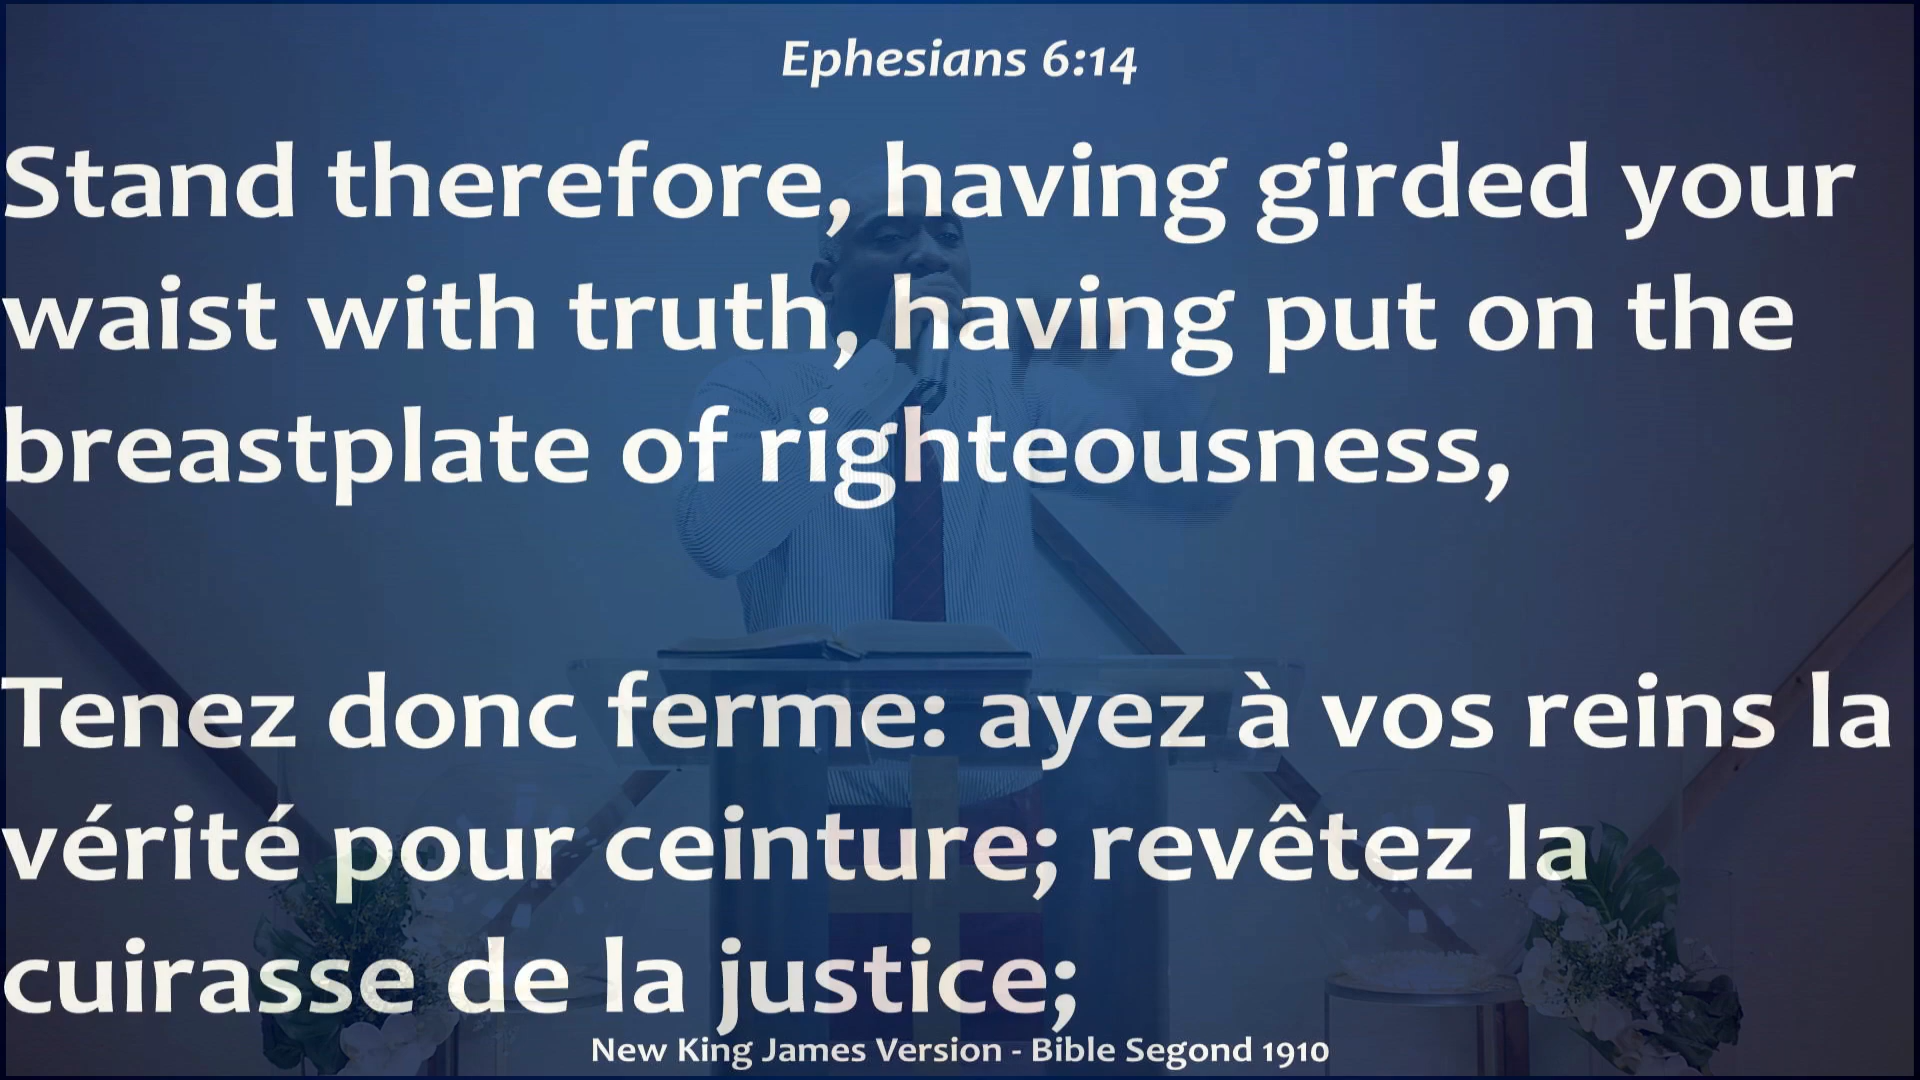 Ephesians 6:14
Stand therefore, having girded your
waist with truth, having put on the
breastplate of righteousness,
Tenez donc ferme: ayez à vos reins la
vérité pour ceinture; revêtez la
cuirasse de la justice;
New King James Version - Bible Segond 1910